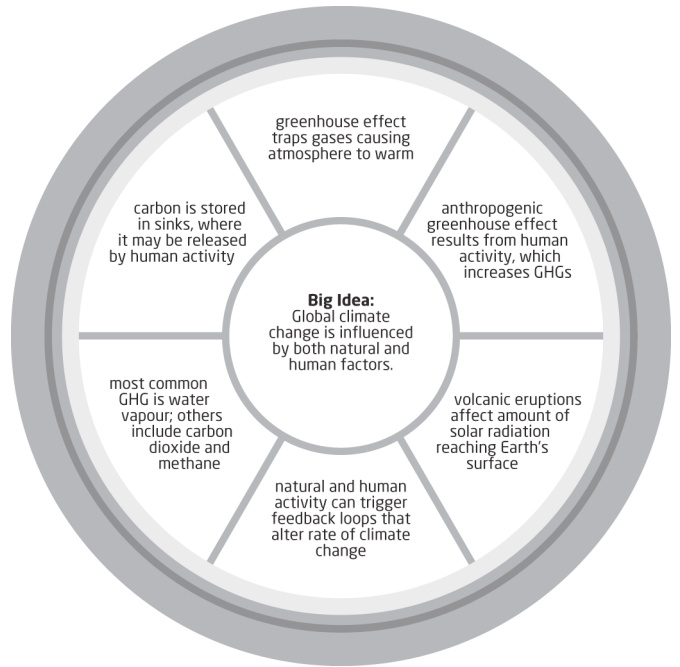 greenhouse effect
traps gases causing
atmosphere to warm
anthropogenic
greenhouse effect
results from human
activity, which
increases GHGs
volcanic eruptions
affect amount of
solar radiation
reaching Earth's
surface
natural and human
activity can trigger
feedback loops that
alter rate of climate
change
most common
GHG is water
vapour; others
include carbon
dioxide and
methane
carbon is stored
in sinks, where
it may be released
by human activity
Big Idea:
Global climate
change is influenced
by both natural and
human factors.